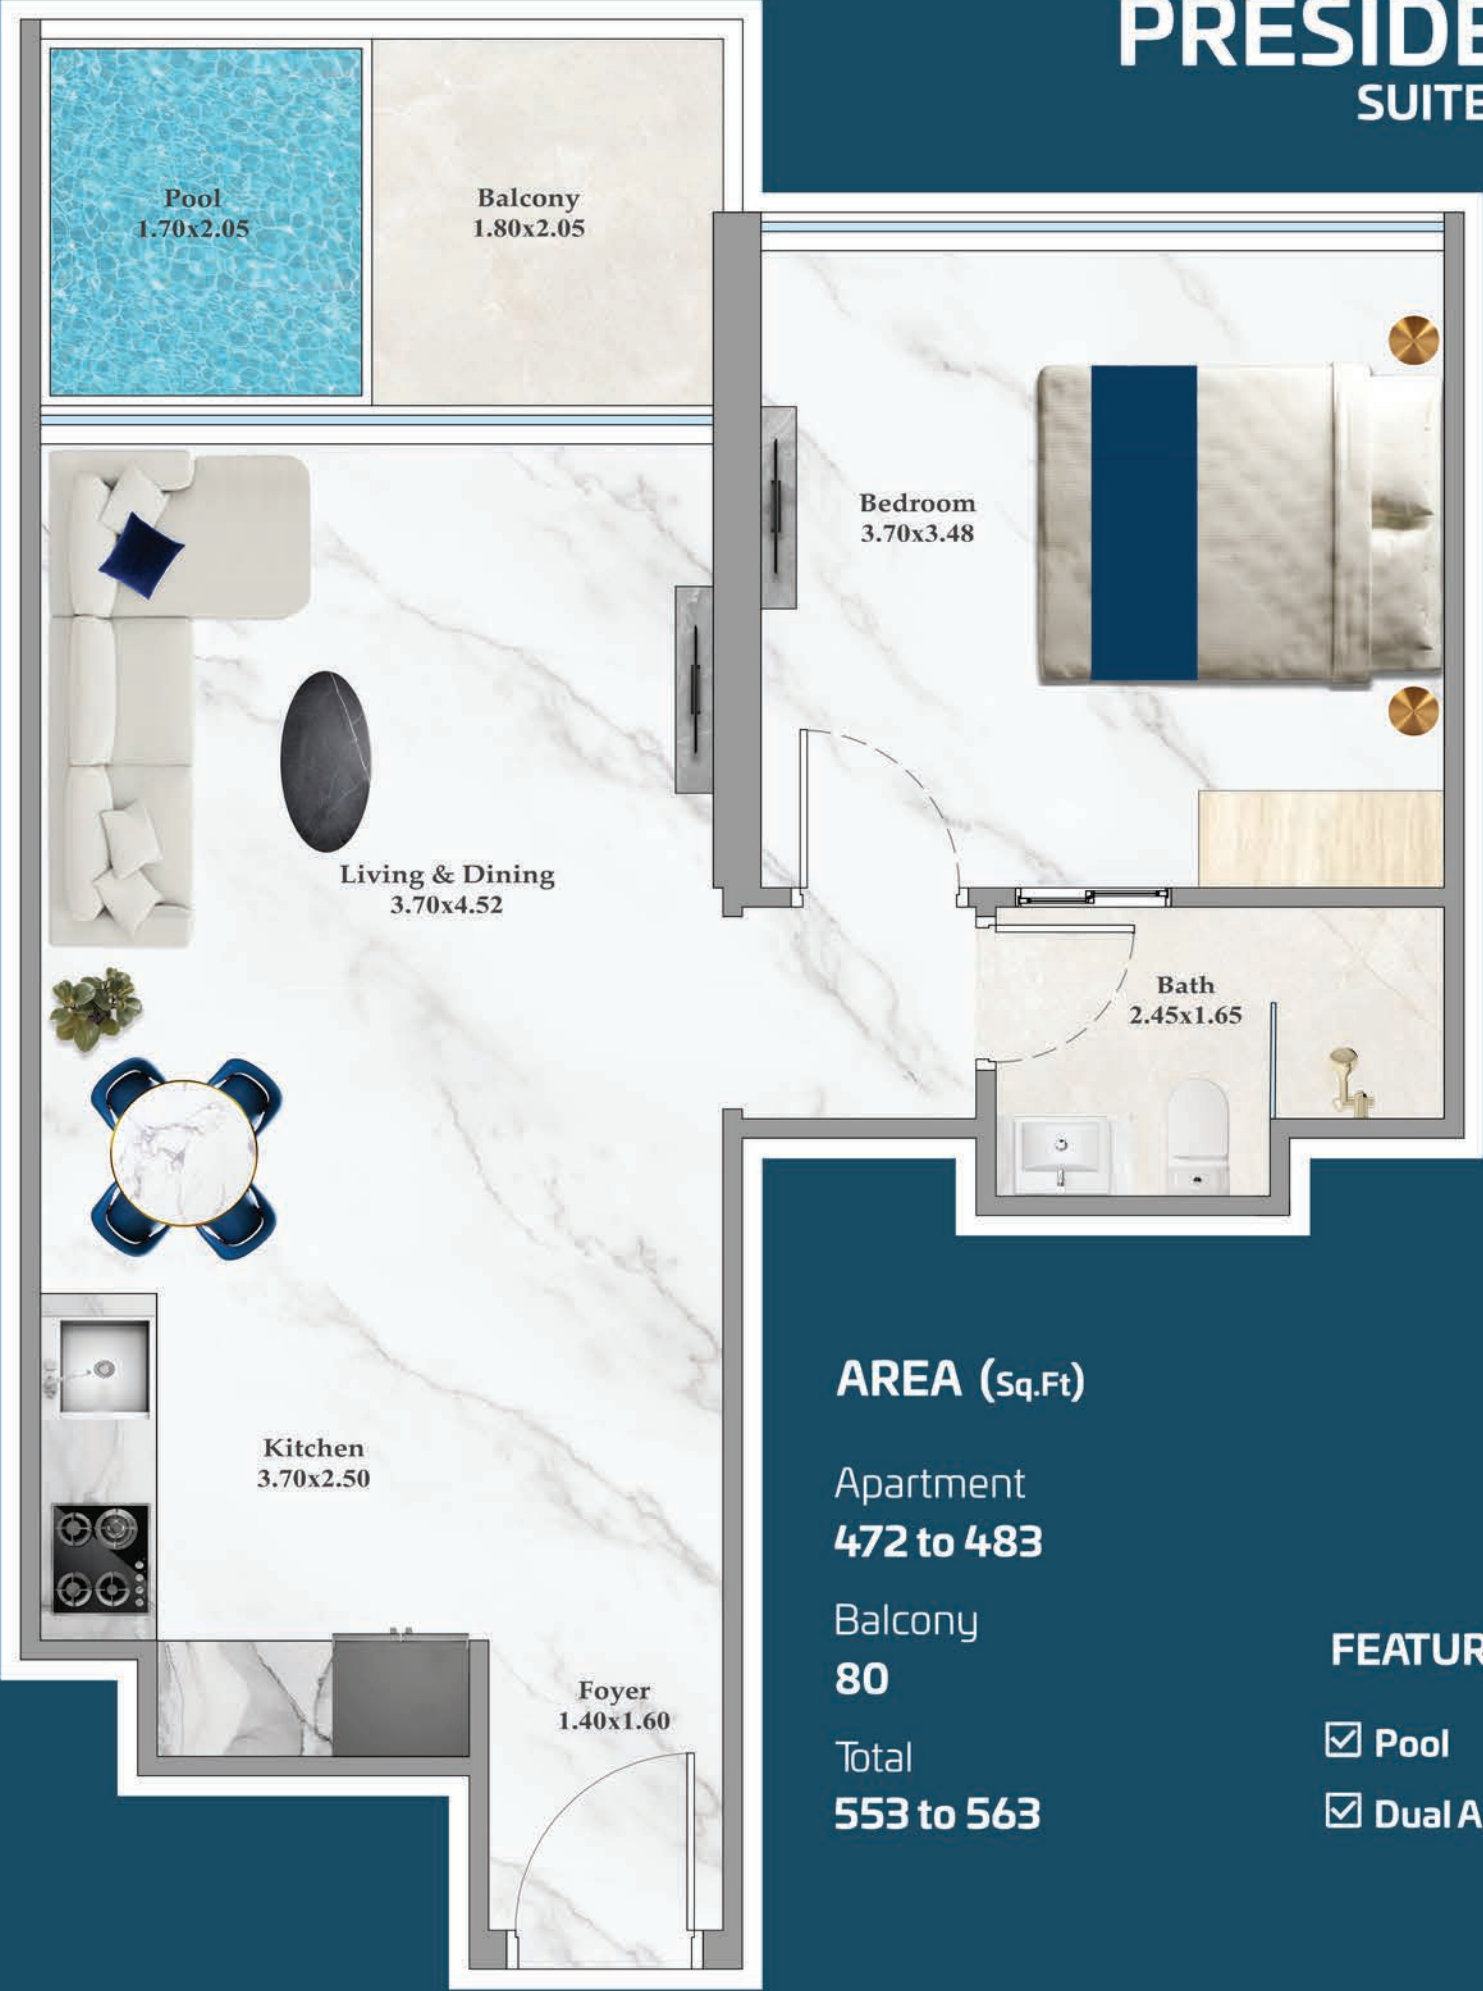 PRESIDE
SUITE
Pool
1.70x2.05
Balcony
1.80x2.05
Bedroom
3.70x3.48
Living & Dining
3.70x4.52
Bath
2.45x1.65
Kitchen
3.70x2.50
Foyer
1.40x1.60
AREA (Sq.Ft)
Apartment
472 to 483
Balcony
80
Total
553 to 563
FEATUR
Pool
Dual A